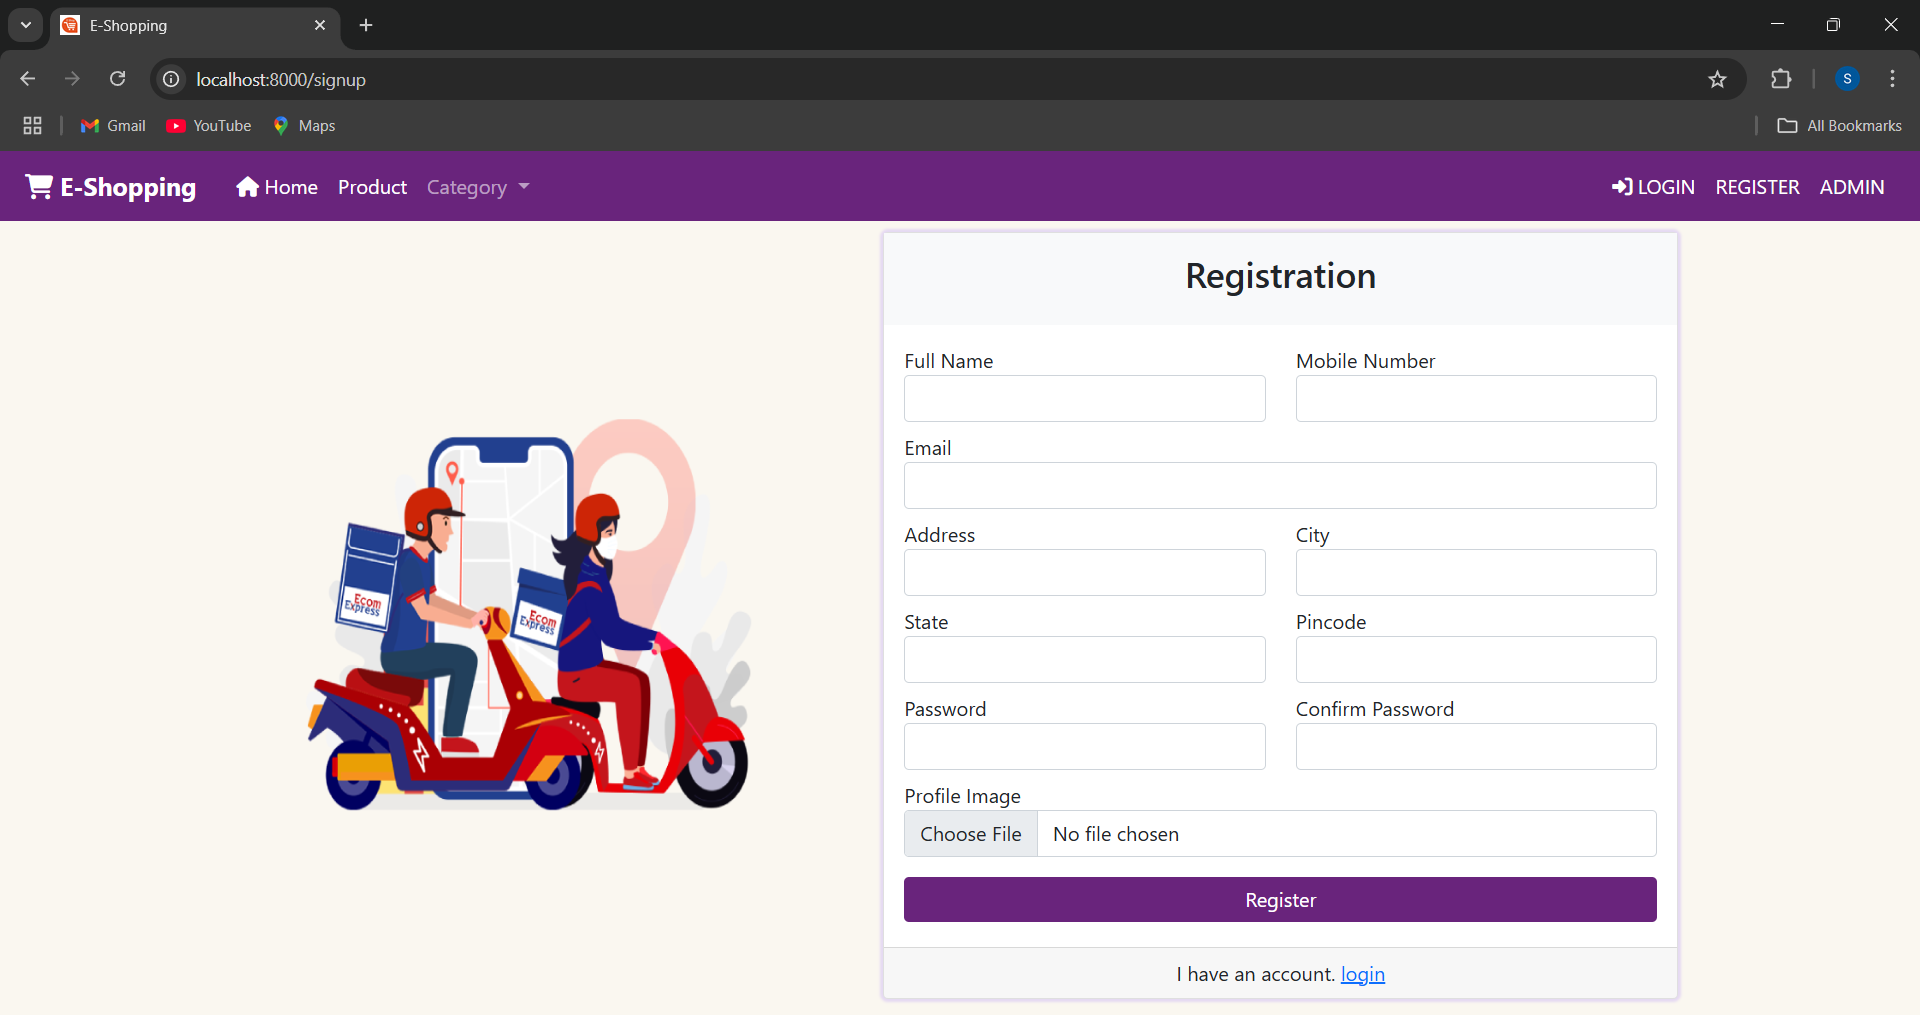 E-Shopping
localhost:8000/signup
S
Gmail YouTube Maps All Bookmarks
E-Shopping Home Product Category LOGIN REGISTER ADMIN
Registration
Full Name Mobile Number
Email
Address City
State Pincode
Password Confirm Password
Profile Image
Choose File No file chosen
Register
I have an account. login
Ecom
Express
Ecom
Express